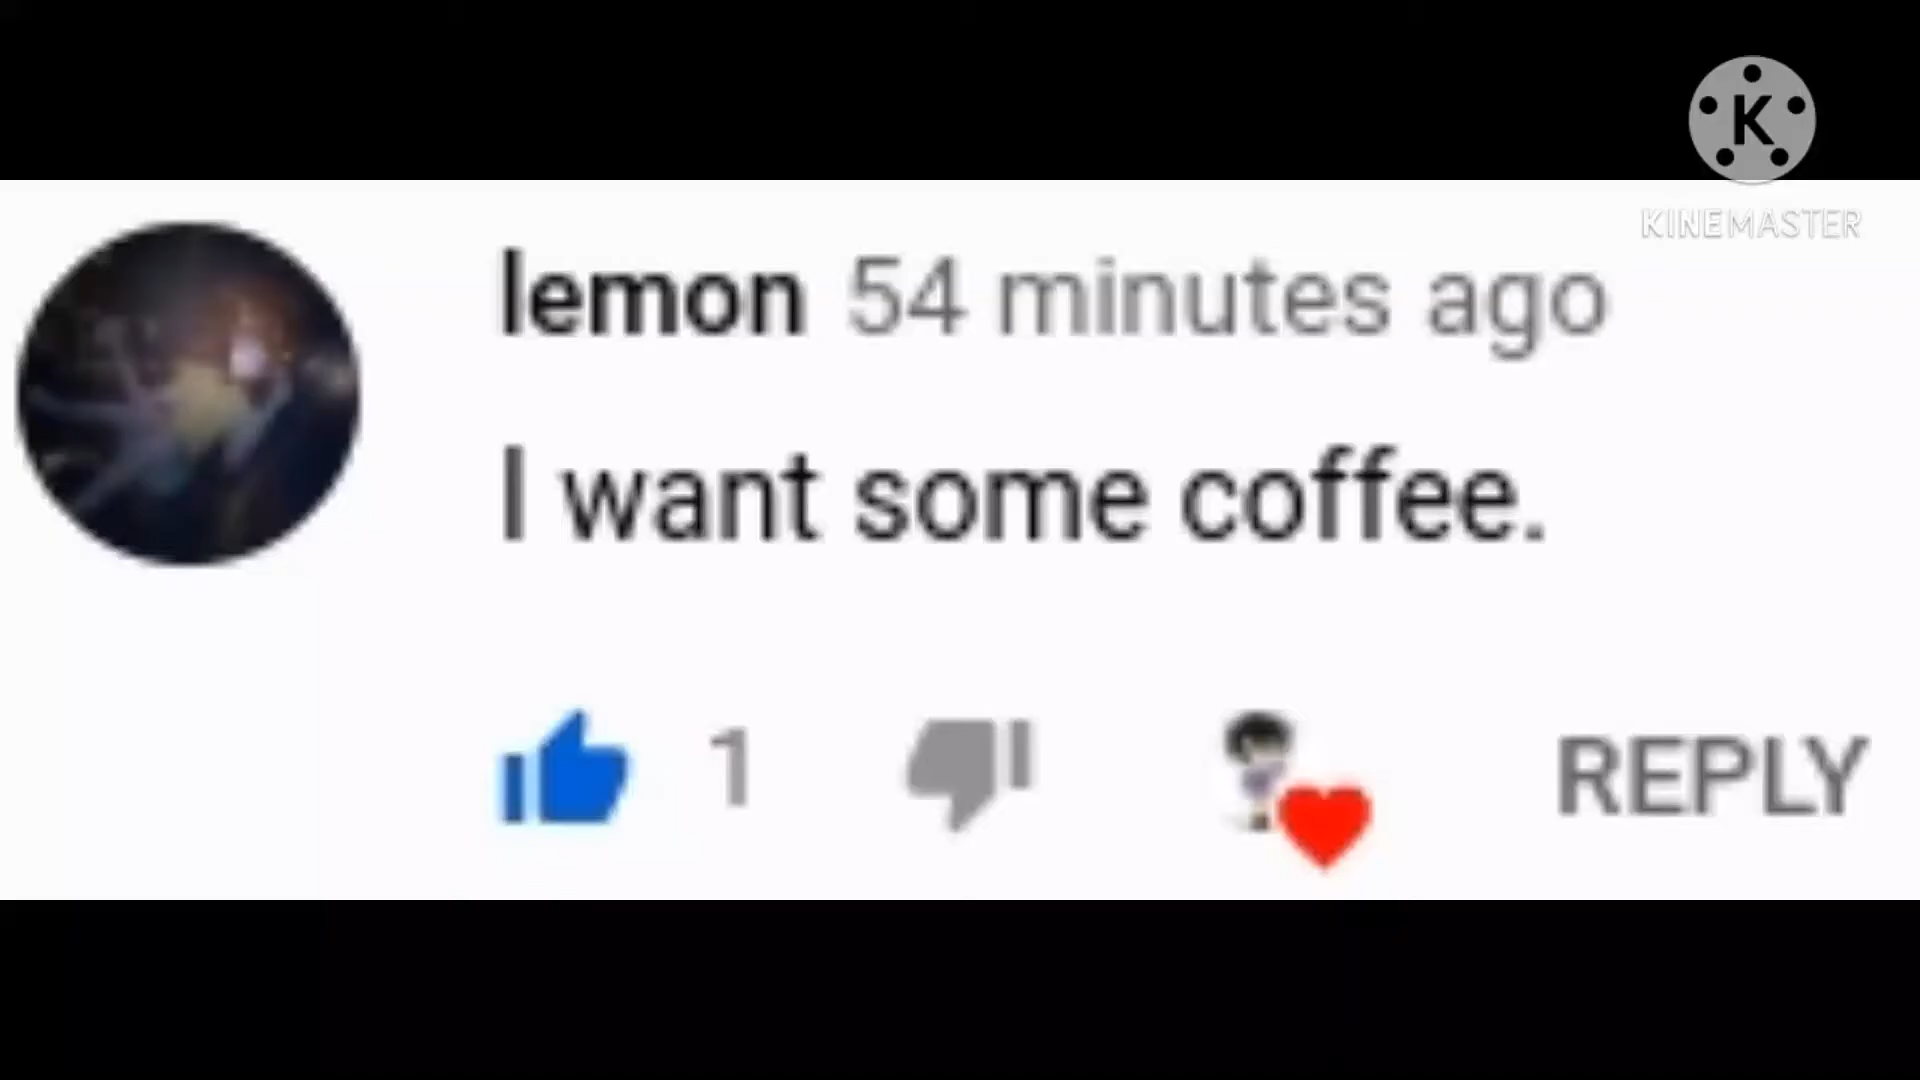 K
KINEMASTER
lemon 54 minutes ago
I want some coffee.
1
REPLY